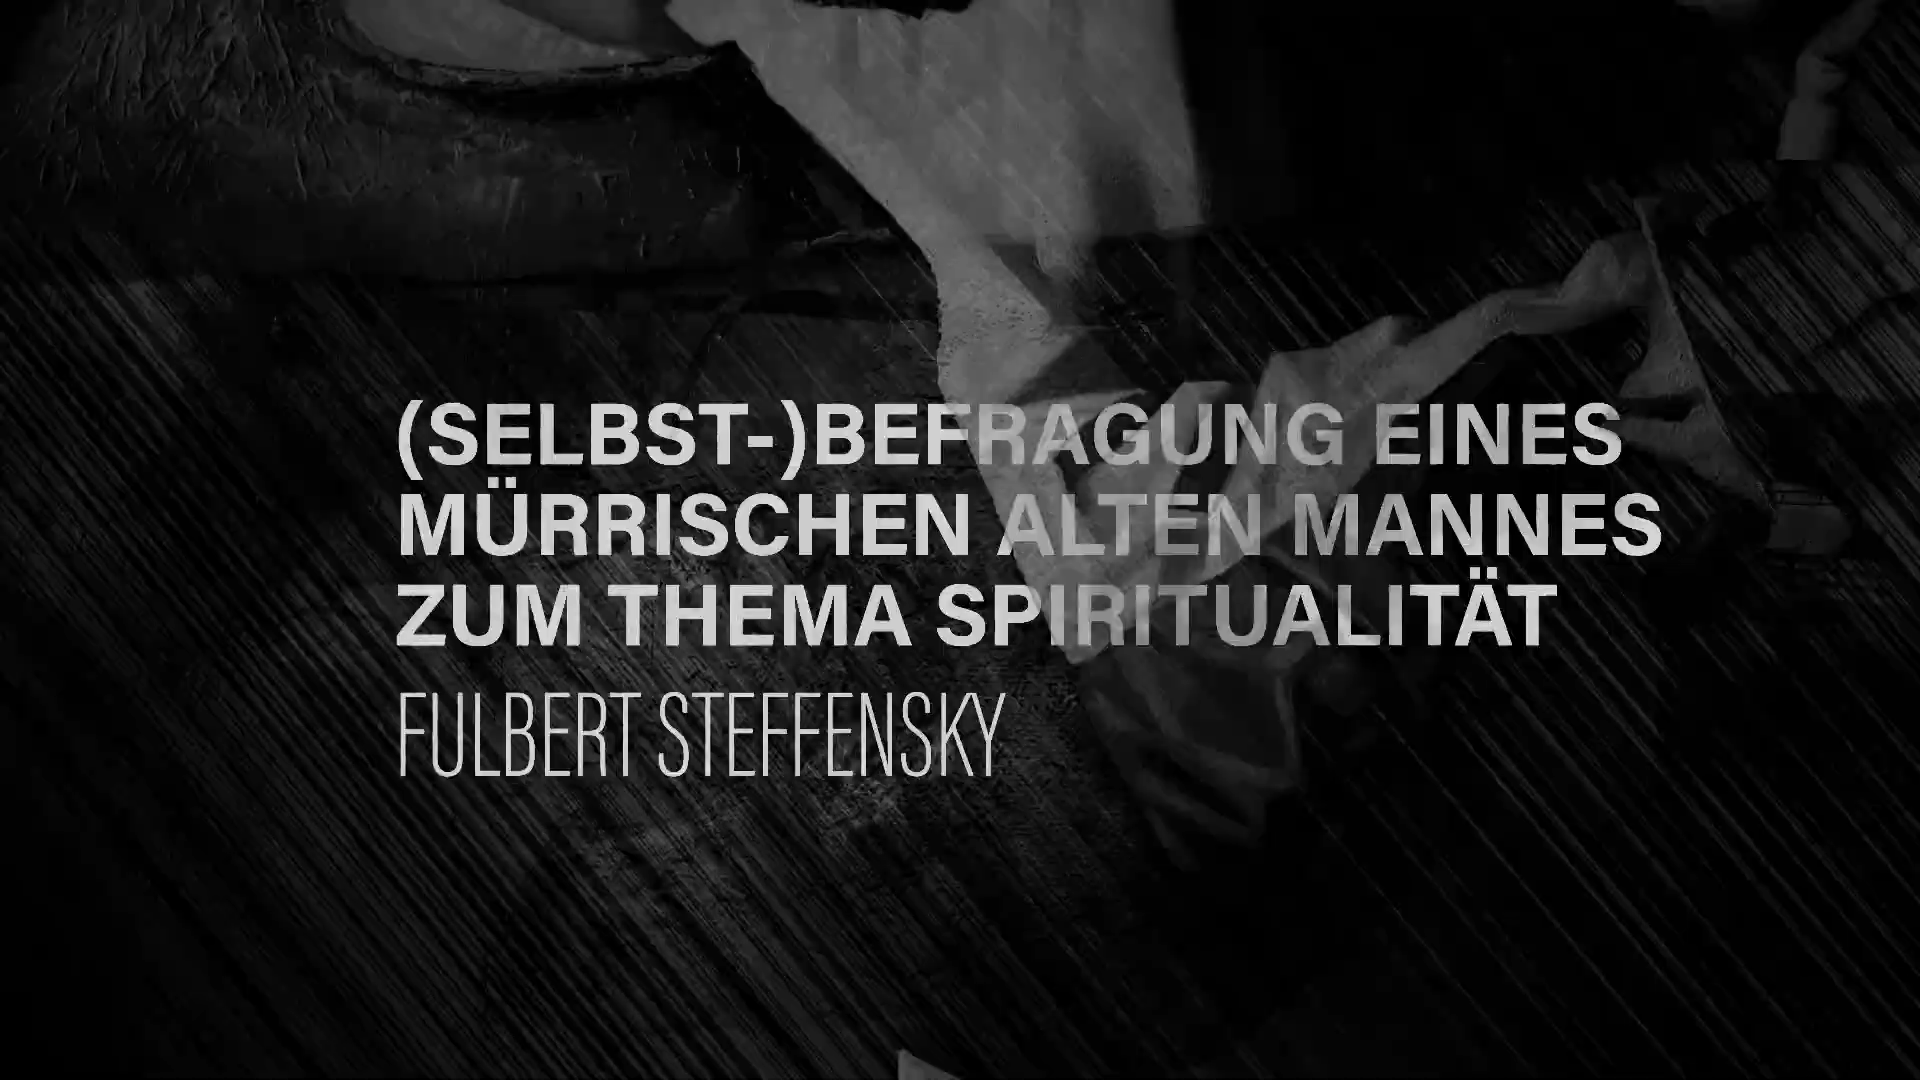 (SELBST-)BEFRAGUNG EINES
MÜRRISCHEN ALTEN MANNES
ZUM THEMA SPIRITUALITÄT
FULBERT STEFFENSKY